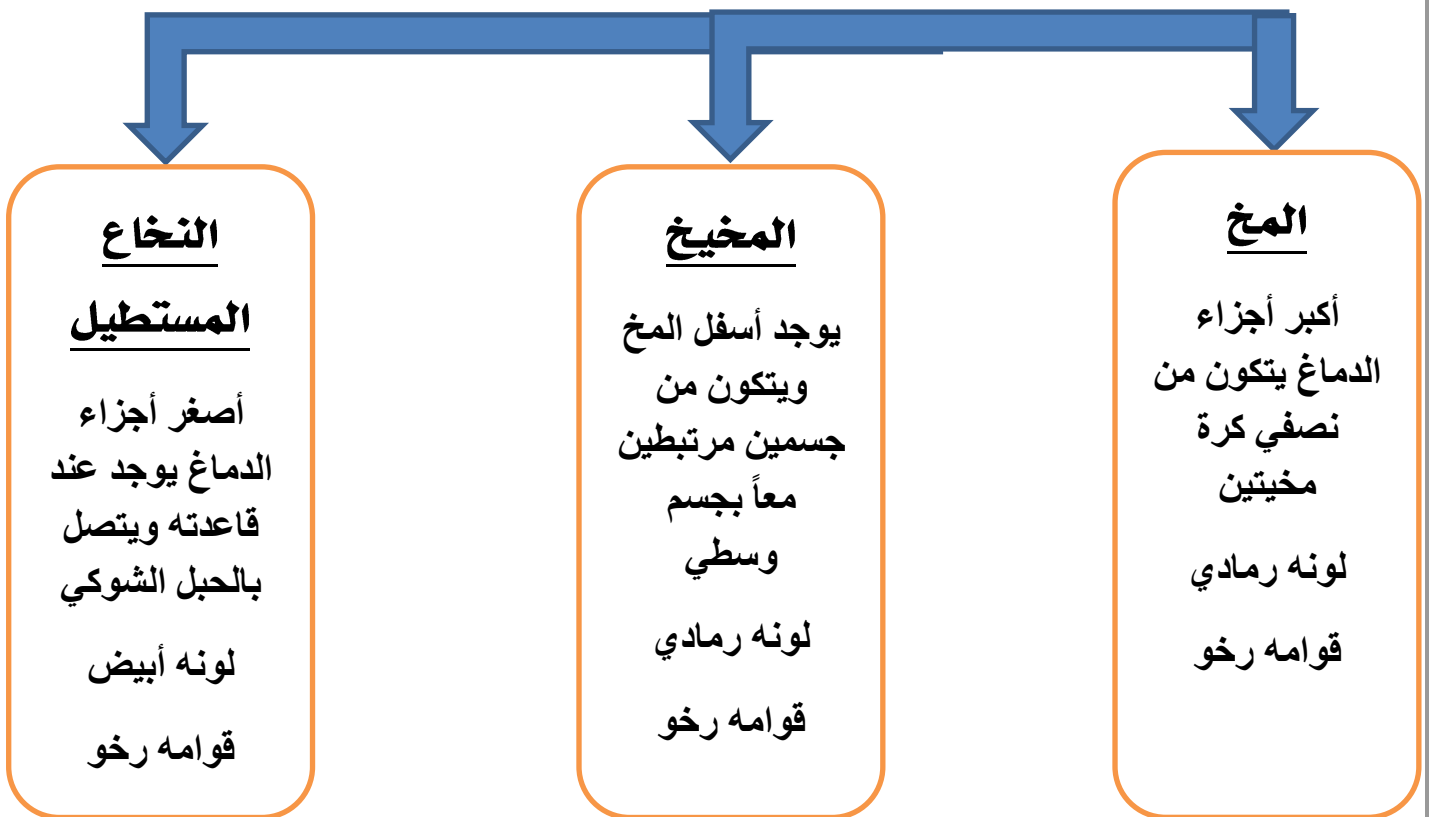 المخ
أكبر أجزاء
الدماغ يتكون من
نصفي كرة
مخيتين
لونه رمادي
قوامه رخو
المخيخ
يوجد أسفل المخ
ويتكون من
جسمين مرتبطين
معاً بجسم
وسطي
لونه رمادي
قوامه رخو
النخاع
المستطيل
أصغر أجزاء
الدماغ يوجد عند
قاعدته ويتصل
بالحبل الشوكي
لونه أبيض
قوامه رخو